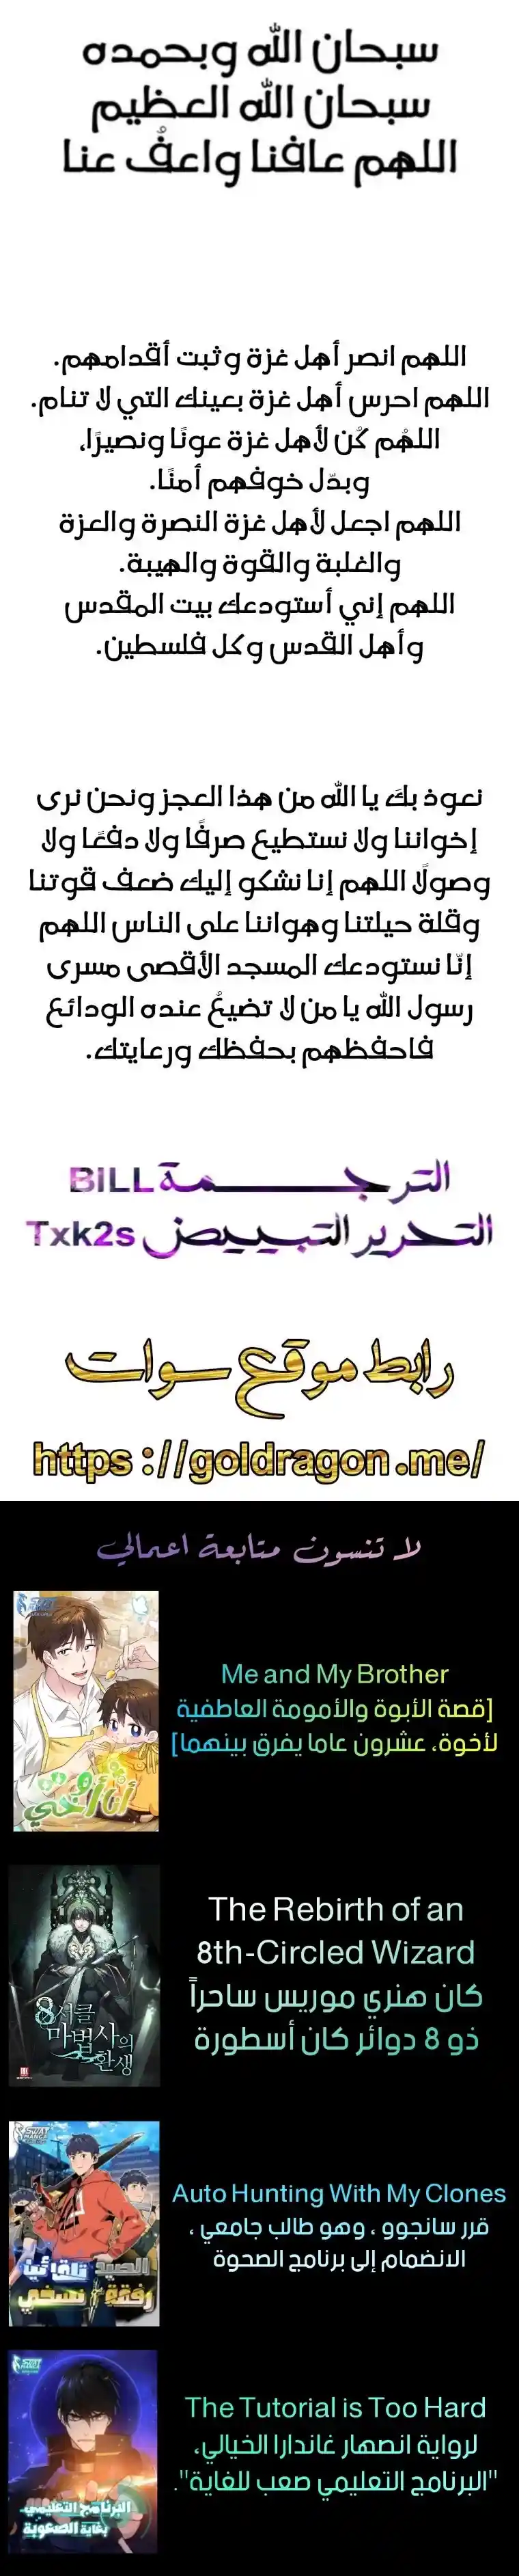 سبحان الله وبحمده
سبحان الله العظيم
اللهم عافنا واعفُ عنا
اللهم انصر أهل غزة وثبت أقدامهم.
اللهم احرس أهل غزة بعينك التي لا تنام.
اللهُم كُن لأهل غزة عونًا ونصيرًا،
وبدّل خوفهم أمنًا.
اللهم اجعل لأهل غزة النصرة والعزة
والغلبة والقوة والهيبة.
اللهم إني أستودعك بيت المقدس
وأهل القدس وكل فلسطين.
نعوذ بكَ يا الله من هذا العجز ونحن نرى
إخواننا ولا نستطيع صرفًا ولا دفعًا ولا
وصولًا اللهم إنا نشكو إليك ضعف قوتنا
وقلة حيلتنا وهواننا على الناس اللهم
إنّا نستودعك المسجد الأقصى مسرى
رسول الله يا من لا تضيعُ عنده الودائع
فاحفظهم بحفظك ورعايتك.
الترجمــــــة BILL
التحرير التبييض Txk2s
رابط موقع سوات
https://goldragon.me/
لا تنسون متابعة اعمالي
SWAT MANGA
أنا أخي
Me and My Brother
[قصة الأبوة والأمومة العاطفية
لأخوة، عشرون عاما يفرق بينهما]
8서클
마법사의
환생
The Rebirth of an
8th-Circled Wizard
كان هنري موريس ساحراً
ذو 8 دوائر كان أسطورة
SWAT MANGA
الصيد تلقائي
رفقة نسخي
Auto Hunting With My Clones
قرر سانجوو ، وهو طالب جامعي ،
الانضمام إلى برنامج الصحوة
SWAT MANGA
البرنامج التعليمي
بغاية الصعوبة
The Tutorial is Too Hard
لرواية انصهار غاندارا الخيالي،
"البرنامج التعليمي صعب للغاية".